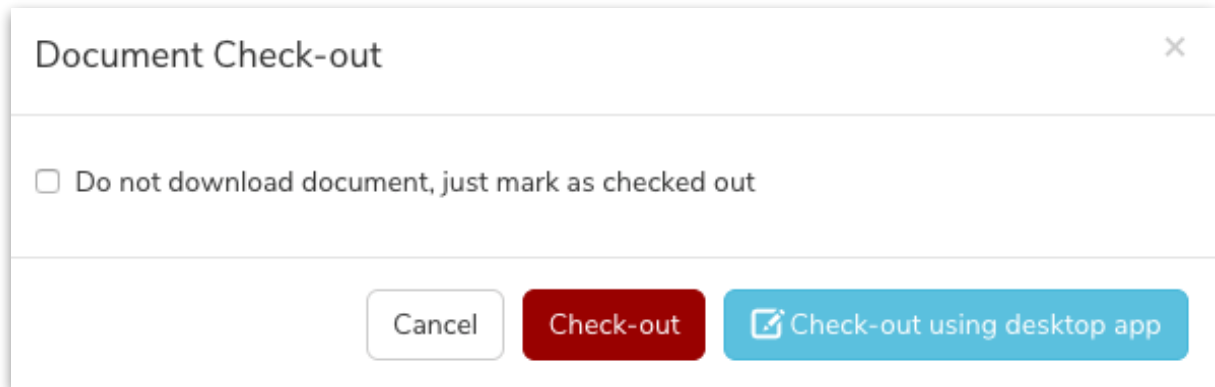 Document Check-out
×
Do not download document, just mark as checked out
Cancel
Check-out
Check-out using desktop app